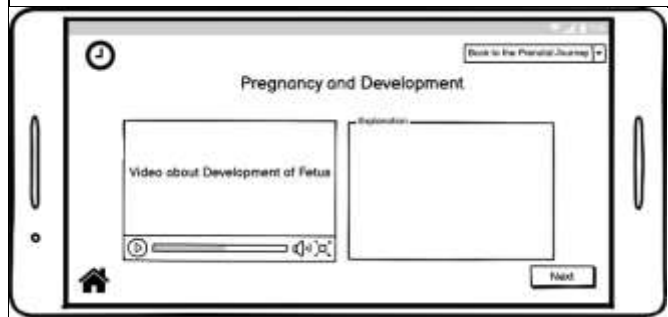 Back to the Prenatal Journey
Pregnancy and Development
Explanation
Video about Development of Fetus
Next